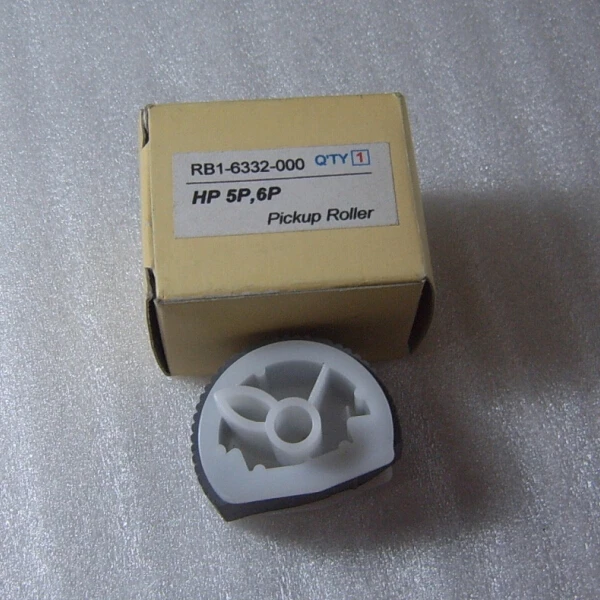 RB1-6332-000 Q'TY 1
HP 5P,6P
Pickup Roller